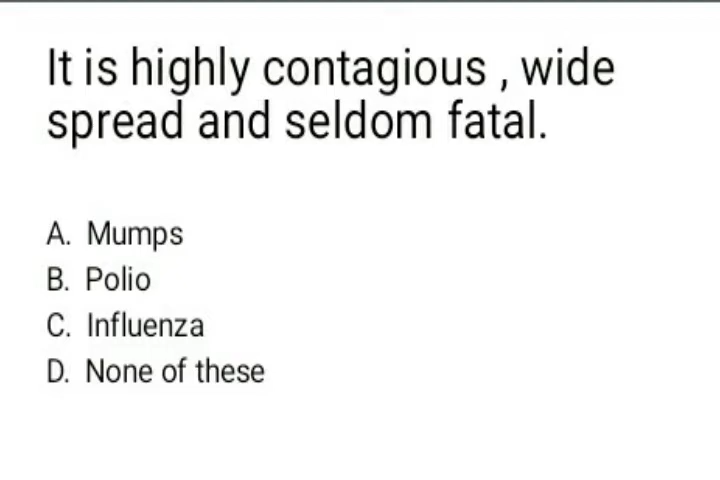 It is highly contagious , wide
spread and seldom fatal.
A. Mumps
B. Polio
C. Influenza
D. None of these